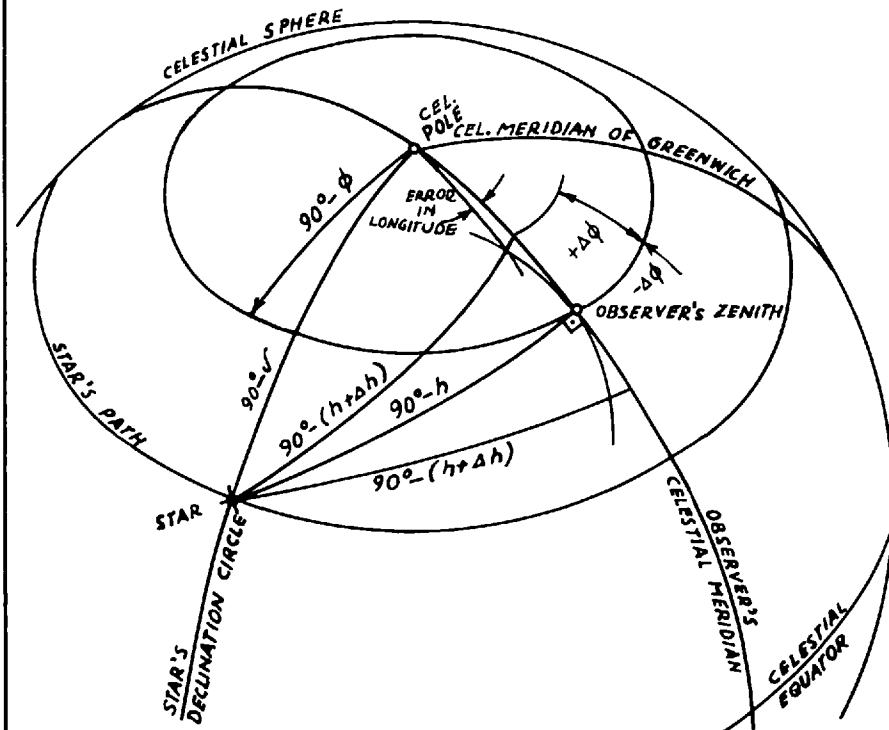 CELESTIAL SPHERE
CEL.
POLE
CEL. MERIDIAN OF GREENWICH
90°-ϕ
ERROR
IN
LONGITUDE
+Δϕ
-Δϕ
OBSERVER'S ZENITH
STAR'S PATH
90°-√
90°-(h+Δh)
90°-h
90°-(h+Δh)
STAR
STAR'S
DECLINATION CIRCLE
OBSERVER'S
CELESTIAL MERIDIAN
CELESTIAL
EQUATOR